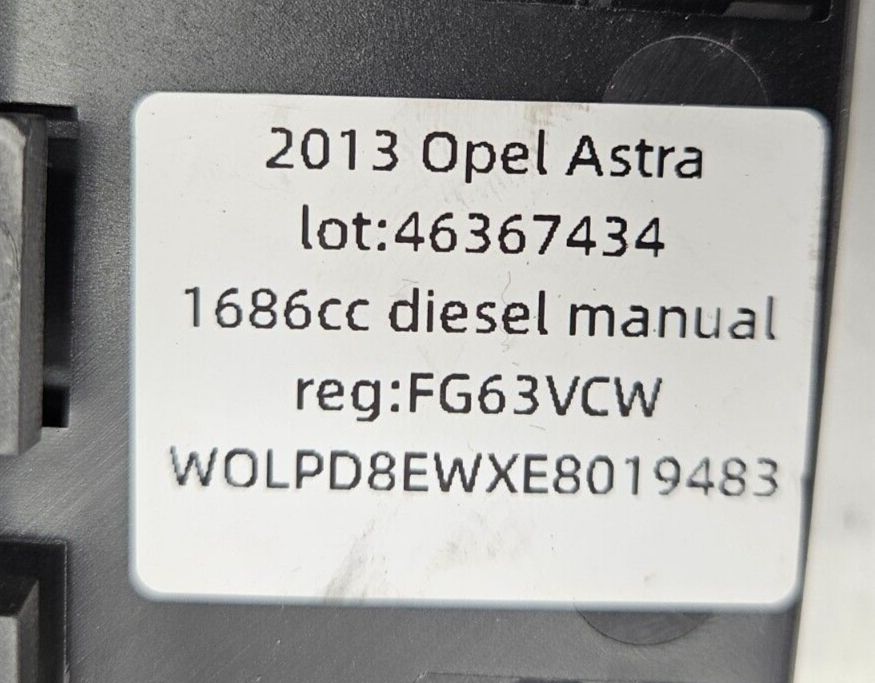 2013 Opel Astra
lot:46367434
1686cc diesel manual
reg:FG63VCW
WOLPD8EWXE8019483